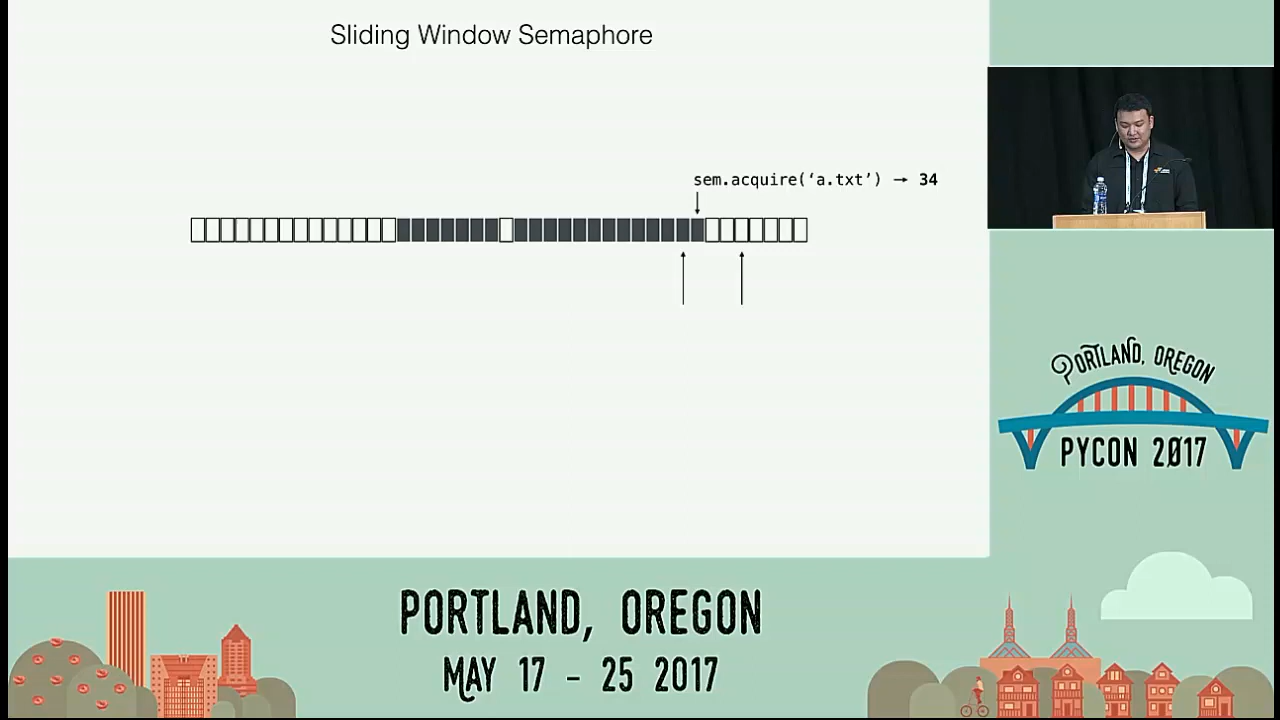 Sliding Window Semaphore
sem.acquire(‘a.txt’) → 34
PORTLAND, OREGON
PYCON 2017
PORTLAND, OREGON
MAY 17 - 25 2017